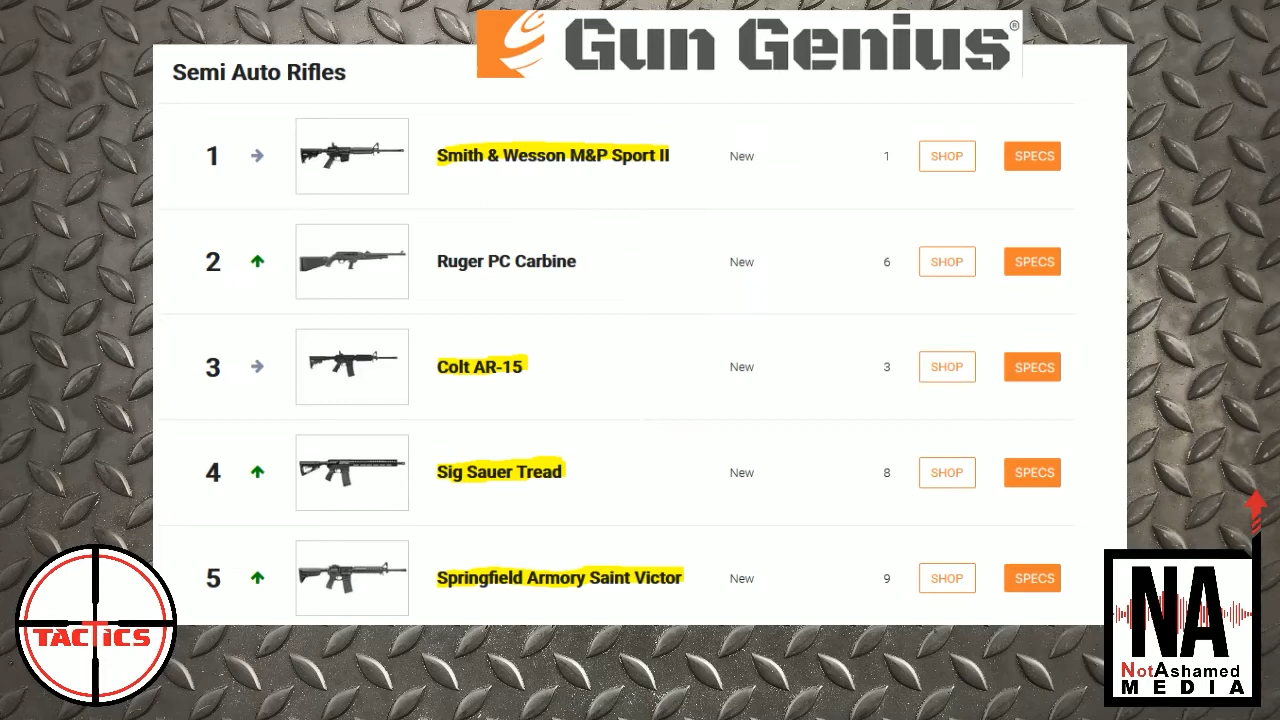 Gun Genius®
Semi Auto Rifles
1 Smith & Wesson M&P Sport II New 1 SHOP SPECS
2 Ruger PC Carbine New 6 SHOP SPECS
3 Colt AR-15 New 3 SHOP SPECS
4 Sig Sauer Tread New 8 SHOP SPECS
5 Springfield Armory Saint Victor New 9 SHOP SPECS
TACTICS
NA
NotAshamed
MEDIA